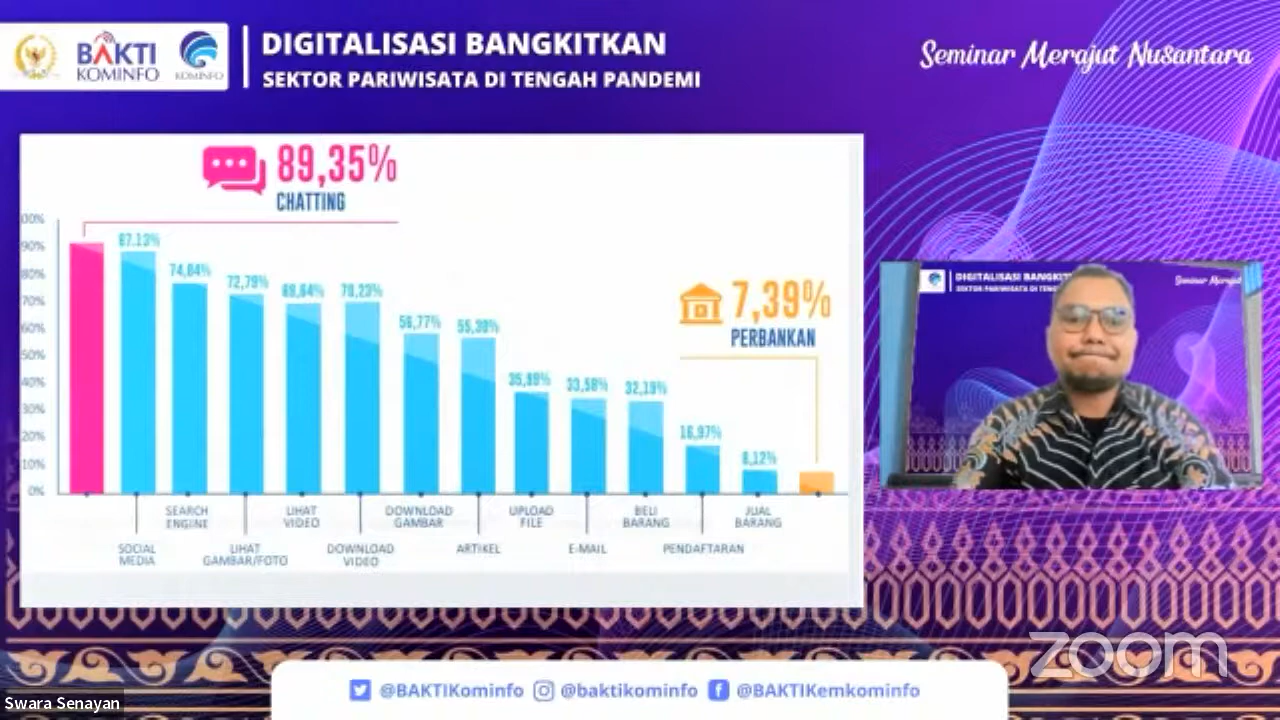 BAKTI
KOMINFO
KOMINFO
DIGITALISASI BANGKITKAN
SEKTOR PARIWISATA DI TENGAH PANDEMI
Seminar Merajut Nusantara
89,35%
CHATTING
90%
80%
70%
60%
50%
40%
30%
20%
10%
0%
87,13%
74,84%
72,79%
69,64%
70,23%
56,77%
55,30%
35,99%
33,58%
32,19%
16,97%
8,12%
7,39%
PERBANKAN
SOCIAL
MEDIA
SEARCH
ENGINE
LIHAT
GAMBAR/FOTO
LIHAT
VIDEO
DOWNLOAD
VIDEO
DOWNLOAD
GAMBAR
ARTIKEL
UPLOAD
FILE
E-MAIL
BELI
BARANG
PENDAFTARAN
JUAL
BARANG
DIGITALISASI BANGKIT
SEKTOR PARIWISATA DI TENG
Seminar Meraju
zoom
@BAKTIKominfo
@baktikominfo
@BAKTIKemkominfo
Swara Senayan